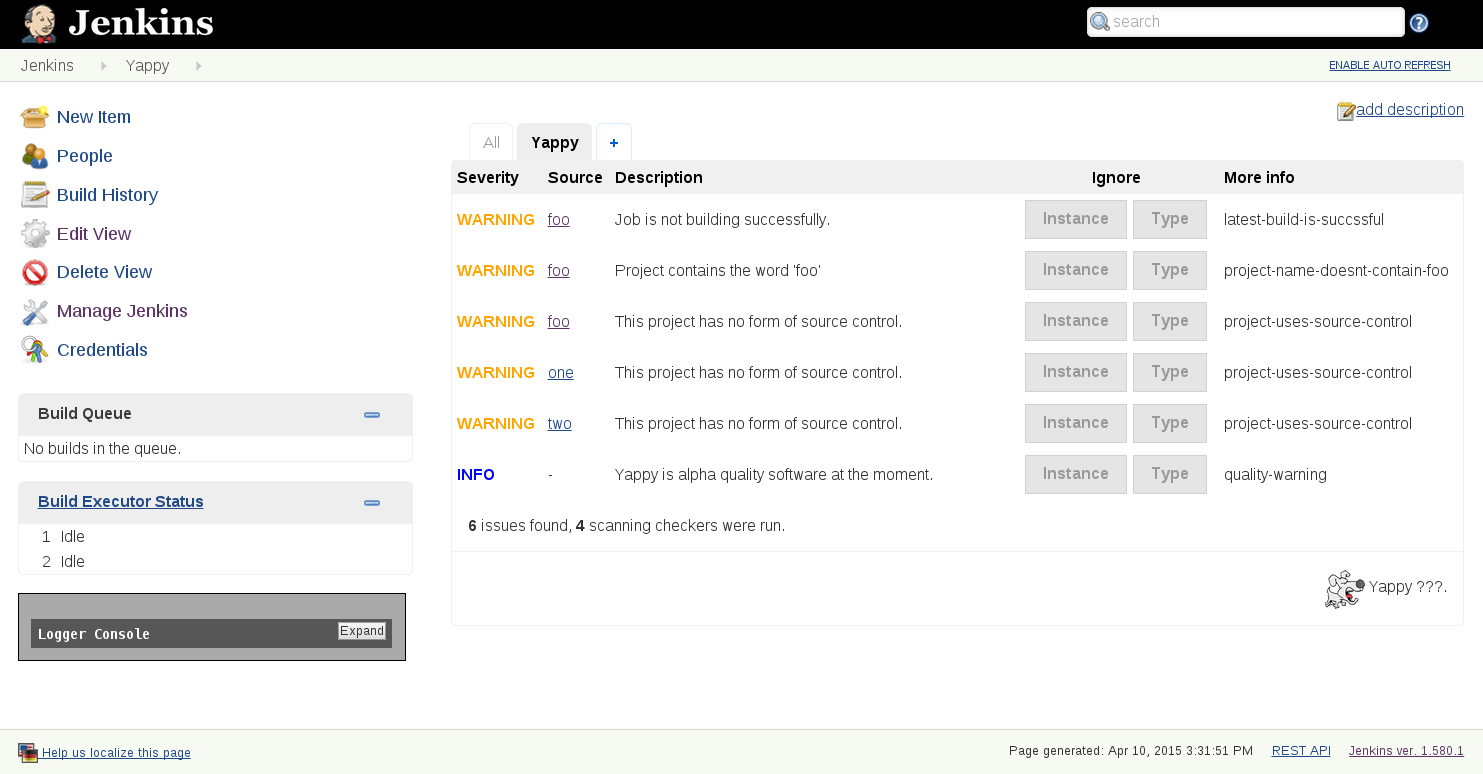 Jenkins
search
Jenkins Yappy
ENABLE AUTO REFRESH
New Item
People
Build History
Edit View
Delete View
Manage Jenkins
Credentials
Build Queue
No builds in the queue.
Build Executor Status
1 Idle
2 Idle
Logger Console Expand
add description
All Yappy +
Severity Source Description Ignore More info
WARNING foo Job is not building successfully. Instance Type latest-build-is-succssful
WARNING foo Project contains the word 'foo' Instance Type project-name-doesnt-contain-foo
WARNING foo This project has no form of source control. Instance Type project-uses-source-control
WARNING one This project has no form of source control. Instance Type project-uses-source-control
WARNING two This project has no form of source control. Instance Type project-uses-source-control
INFO - Yappy is alpha quality software at the moment. Instance Type quality-warning
6 issues found, 4 scanning checkers were run.
Yappy ???.
Help us localize this page
Page generated: Apr 10, 2015 3:31:51 PM REST API Jenkins ver. 1.580.1